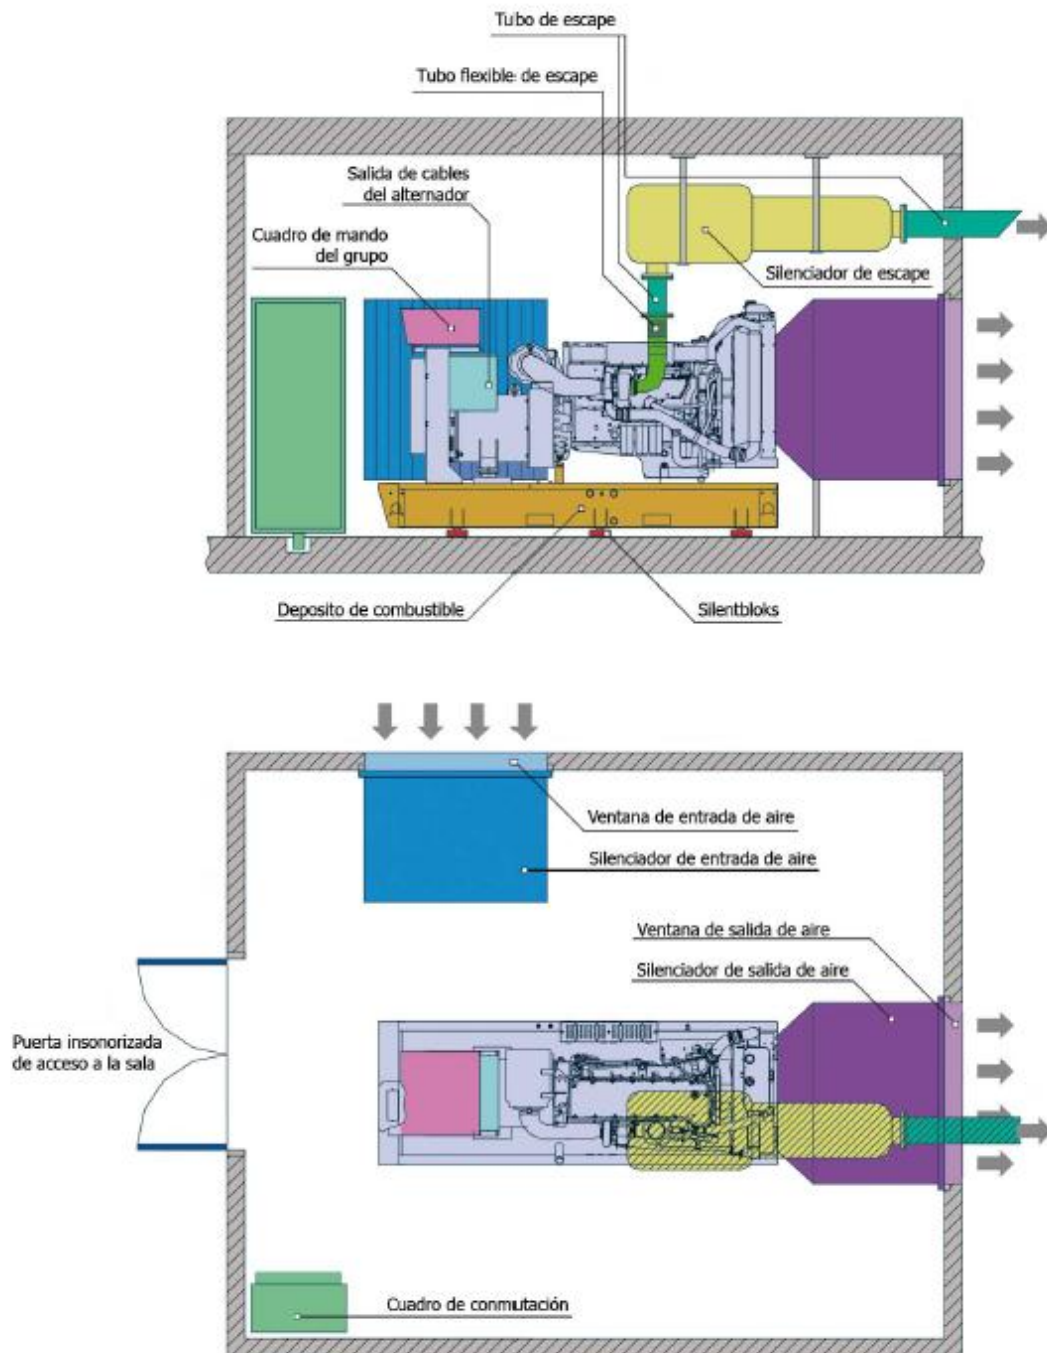 Tubo de escape
Tubo flexible de escape
Salida de cables
del alternador
Cuadro de mando
del grupo
Silenciador de escape
Deposito de combustible
Silentbloks
Ventana de entrada de aire
Silenciador de entrada de aire
Ventana de salida de aire
Silenciador de salida de aire
Puerta insonorizada
de acceso a la sala
Cuadro de conmutación